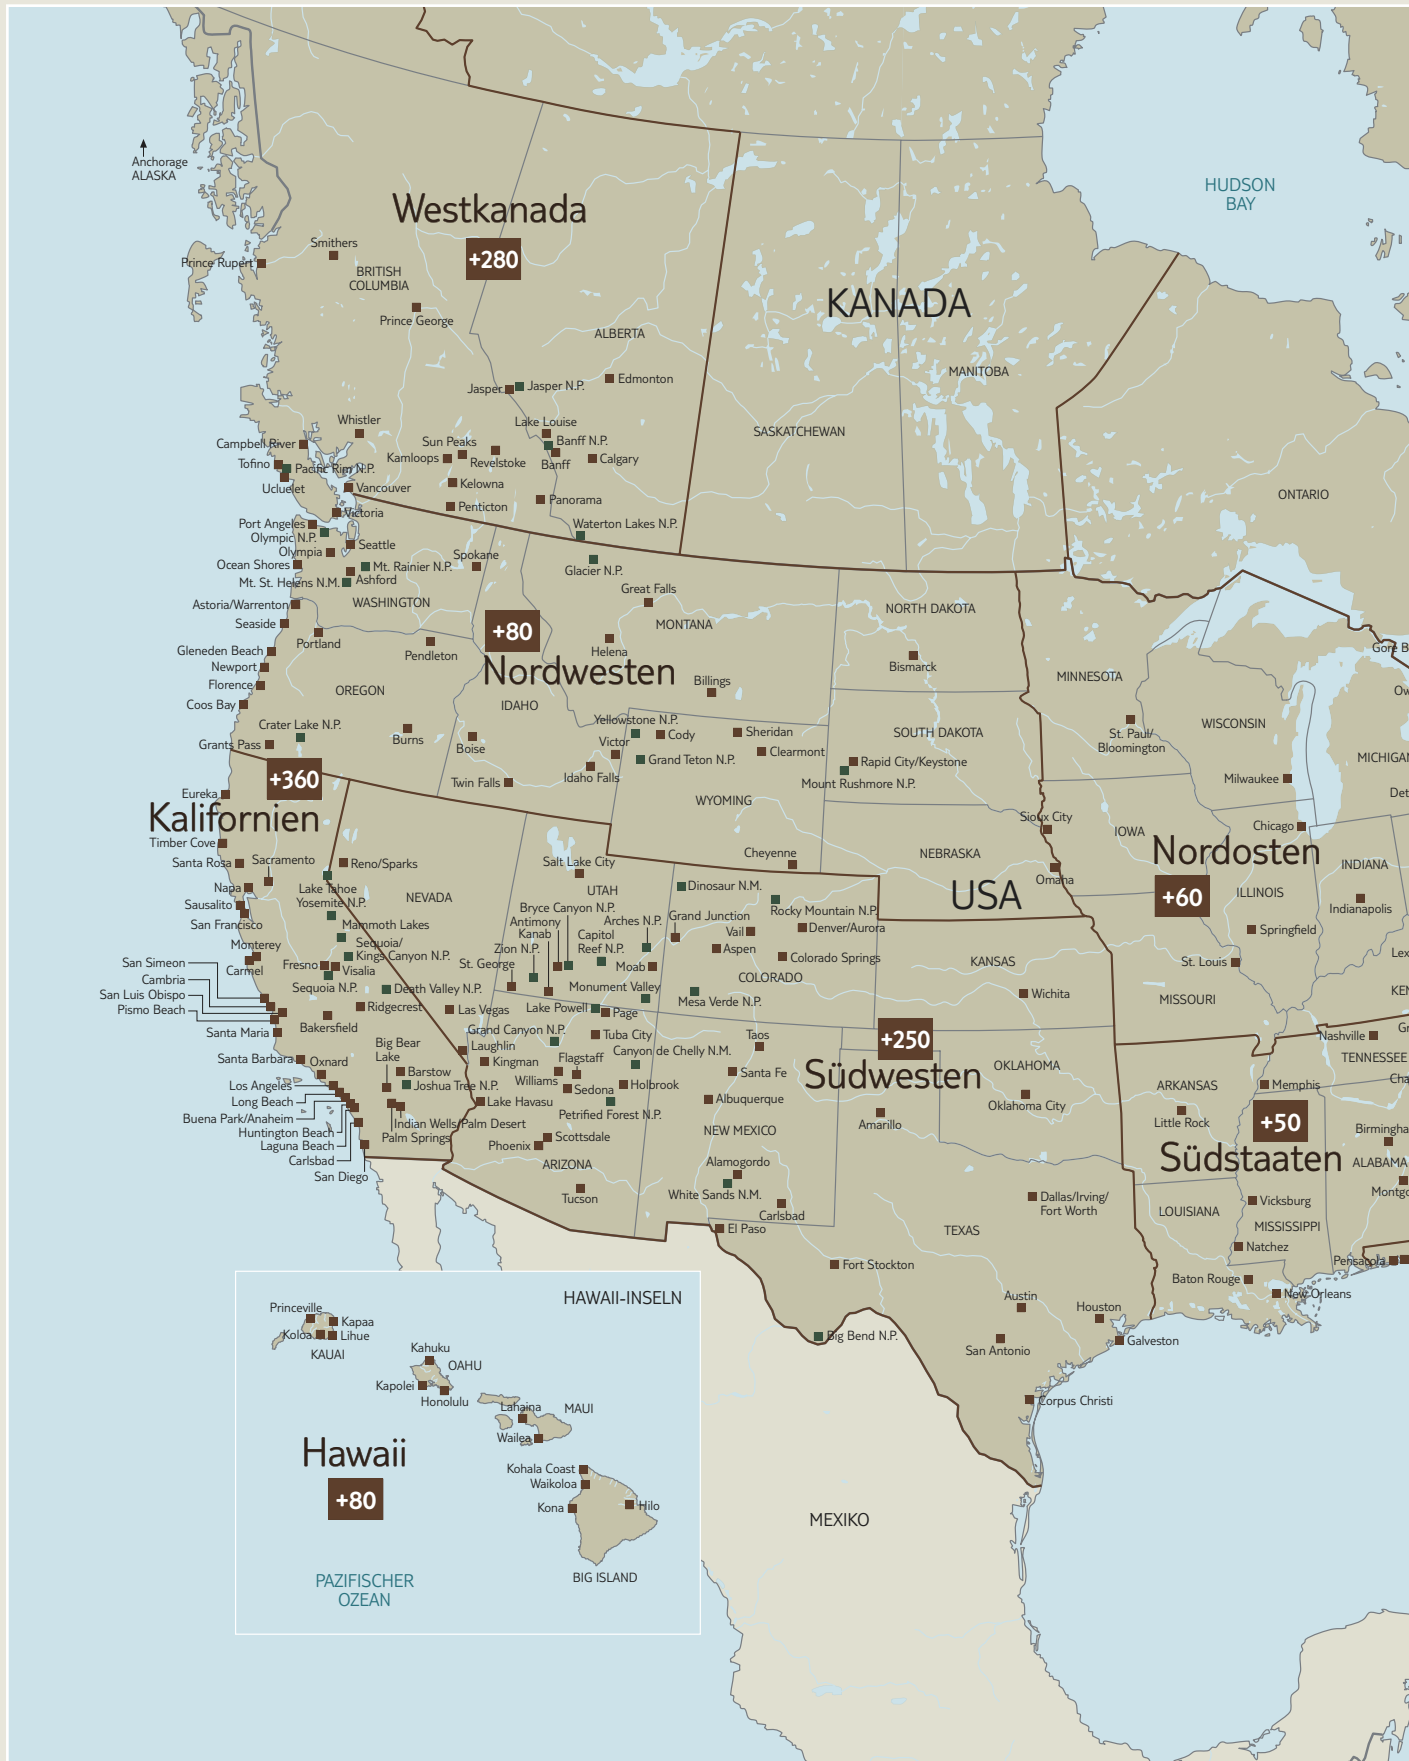 Anchorage
ALASKA
HUDSON
BAY
Westkanada
+280
Smithers
Prince Rupert
BRITISH
COLUMBIA
Prince George
KANADA
ALBERTA
MANITOBA
Jasper
Jasper N.P.
Edmonton
SASKATCHEWAN
Whistler
Lake Louise
Campbell River
Sun Peaks
Banff N.P.
Tofino
Pacific Rim N.P.
Kamloops
Revelstoke
Banff
Calgary
Ucluelet
Vancouver
Kelowna
ONTARIO
Victoria
Penticton
Panorama
Port Angeles
Waterton Lakes N.P.
Olympic N.P.
Olympia
Seattle
Spokane
Ocean Shores
Mt. Rainier N.P.
Glacier N.P.
Mt. St. Helens N.M.
Ashford
Great Falls
Astoria/Warrenton
WASHINGTON
NORTH DAKOTA
Seaside
+80
MONTANA
Portland
Pendleton
Helena
Gleneden Beach
Nordwesten
Bismarck
Gore B
Newport
Florence
OREGON
Billings
MINNESOTA
Ow
Coos Bay
IDAHO
Crater Lake N.P.
Yellowstone N.P.
St. Paul/
Bloomington
WISCONSIN
Grants Pass
Burns
Boise
Victor
Cody
Sheridan
SOUTH DAKOTA
Clearmont
Grand Teton N.P.
Rapid City/Keystone
MICHIGAN
+360
Idaho Falls
Mount Rushmore N.P.
Milwaukee
Eureka
Twin Falls
WYOMING
Det
Kalifornien
Sioux City
IOWA
Chicago
Timber Cove
Nordosten
Santa Rosa
Sacramento
Reno/Sparks
Salt Lake City
Cheyenne
NEBRASKA
INDIANA
Napa
Lake Tahoe
UTAH
Dinosaur N.M.
Omaha
USA
+60
ILLINOIS
Sausalito
Yosemite N.P.
NEVADA
Bryce Canyon N.P.
Rocky Mountain N.P.
Indianapolis
San Francisco
Mammoth Lakes
Antimony
Arches N.P.
Grand Junction
Kanab
Capitol
Reef N.P.
Vail
Denver/Aurora
Springfield
Monterey
Sequoia/
Kings Canyon N.P.
Zion N.P.
Aspen
Lex
San Simeon
Carmel
Fresno
Visalia
St. George
Moab
Colorado Springs
KANSAS
St. Louis
Cambria
Sequoia N.P.
Death Valley N.P.
Monument Valley
COLORADO
San Luis Obispo
Mesa Verde N.P.
Wichita
MISSOURI
KEN
Pismo Beach
Ridgecrest
Las Vegas
Lake Powell
Page
Santa Maria
Bakersfield
Grand Canyon N.P.
Tuba City
Taos
+250
Nashville
Gr
Big Bear
Lake
Laughlin
Canyon de Chelly N.M.
Santa Barbara
Oxnard
Kingman
Flagstaff
TENNESSEE
Barstow
Williams
Santa Fe
Südwesten
OKLAHOMA
Cha
Los Angeles
Joshua Tree N.P.
Sedona
Holbrook
ARKANSAS
Memphis
Long Beach
Lake Havasu
Petrified Forest N.P.
Albuquerque
Oklahoma City
Buena Park/Anaheim
Indian Wells/Palm Desert
Amarillo
Little Rock
+50
Huntington Beach
Palm Springs
NEW MEXICO
Birmingha
Laguna Beach
Phoenix
Scottsdale
Südstaaten
ALABAMA
Carlsbad
ARIZONA
Alamogordo
San Diego
Tucson
White Sands N.M.
Dallas/Irving/
Fort Worth
Montgo
Carlsbad
LOUISIANA
Vicksburg
El Paso
TEXAS
MISSISSIPPI
Natchez
Fort Stockton
Pensacola
Baton Rouge
New Orleans
HAWAII-INSELN
Austin
Houston
Princeville
Kapaa
Koloa
Lihue
Big Bend N.P.
San Antonio
Galveston
KAUAI
Kahuku
OAHU
Kapolei
Honolulu
Corpus Christi
Lahaina
MAUI
Wailea
Hawaii
+80
Kohala Coast
Waikoloa
Kona
Hilo
MEXIKO
BIG ISLAND
PAZIFISCHER
OZEAN